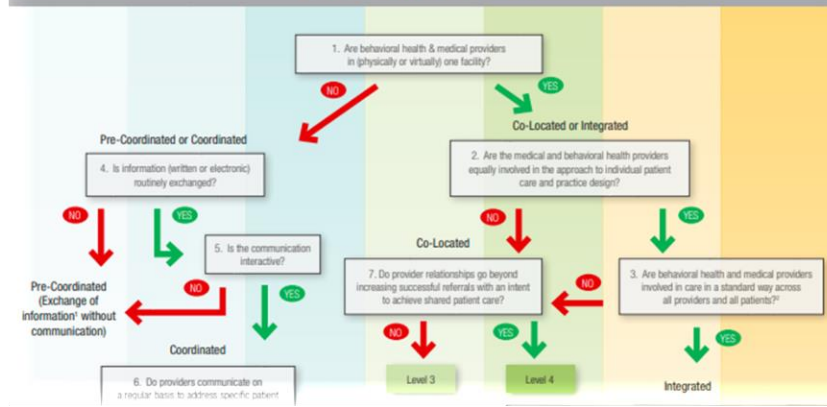 1. Are behavioral health & medical providers
in (physically or virtually) one facility?
NO
YES
Pre-Coordinated or Coordinated
Co-Located or Integrated
4. Is information (written or electronic)
routinely exchanged?
2. Are the medical and behavioral health providers
equally involved in the approach to individual patient
care and practice design?
NO
YES
NO
YES
5. Is the communication
interactive?
Co-Located
7. Do provider relationships go beyond
increasing successful referrals with an intent
to achieve shared patient care?
NO
3. Are behavioral health and medical providers
involved in care in a standard way across
all providers and all patients?²
Pre-Coordinated
(Exchange of
information¹ without
communication)
NO
YES
NO
YES
YES
Coordinated
6. Do providers communicate on
a regular basis to address specific patient
Level 3
Level 4
Integrated